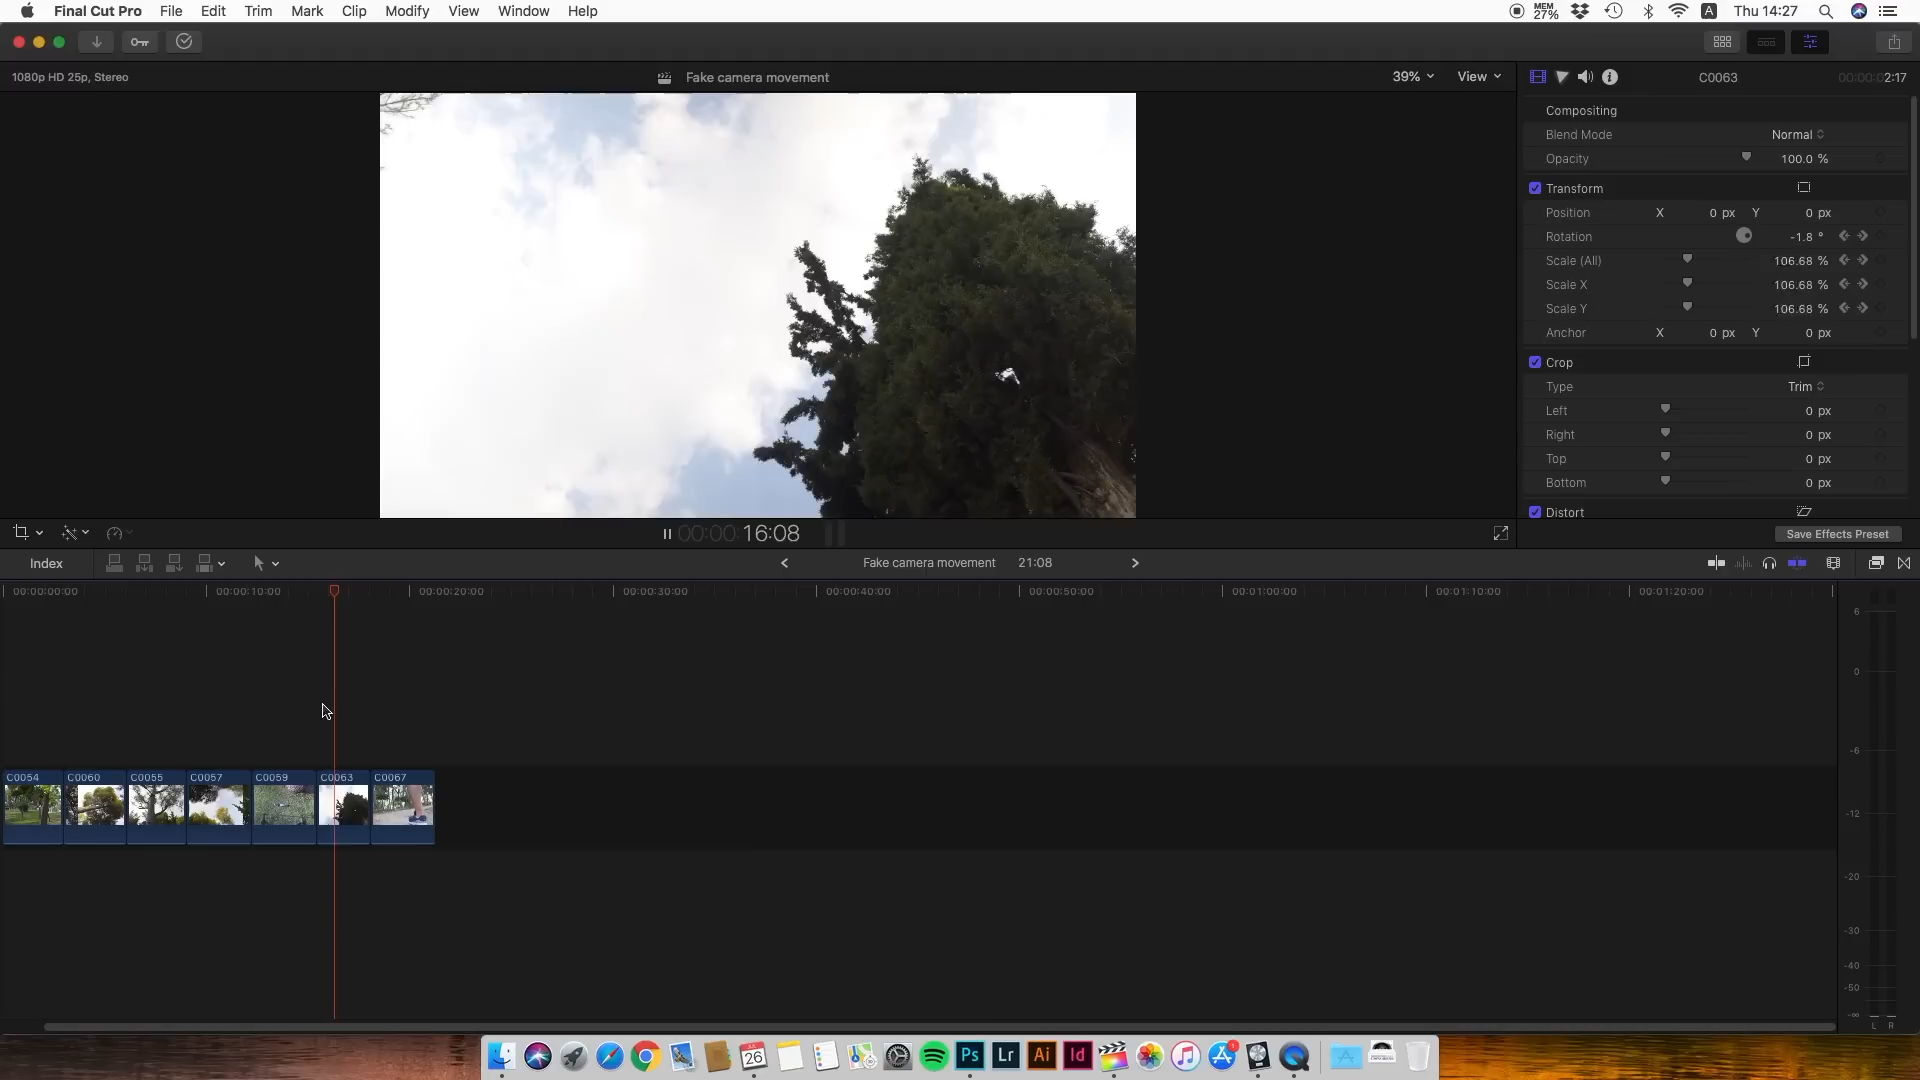 Final Cut Pro File Edit Trim Mark Clip Modify View Window Help MEM 27% A Thu 14:27
1080p HD 25p, Stereo Fake camera movement 39% View C0063 00:00:02:17
Compositing
Blend Mode Normal
Opacity 100.0 %
Transform
Position X 0 px Y 0 px
Rotation -1.8 °
Scale (All) 106.68 %
Scale X 106.68 %
Scale Y 106.68 %
Anchor X 0 px Y 0 px
Crop
Type Trim
Left 0 px
Right 0 px
Top 0 px
Bottom 0 px
Distort
00:00:16:08 Save Effects Preset
Index Fake camera movement 21:08
00:00:00:00 00:00:10:00 00:00:20:00 00:00:30:00 00:00:40:00 00:00:50:00 00:01:00:00 00:01:10:00 00:01:20:00
6
0
-6
C0054 C0060 C0055 C0057 C0059 C0063 C0067
-12
-20
-30
-40
-50
-∞
L R
JUL 26 Ps Lr Ai Id 1